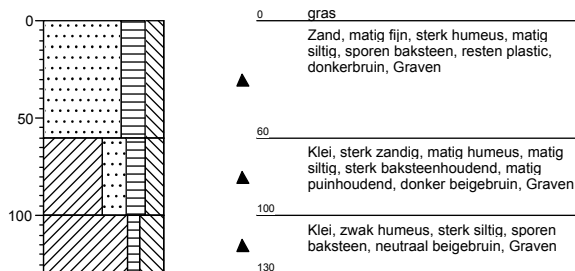 0
50
100
0 gras
Zand, matig fijn, sterk humeus, matig
siltig, sporen baksteen, resten plastic,
donkerbruin, Graven
60
Klei, sterk zandig, matig humeus, matig
siltig, sterk baksteenhoudend, matig
puinhoudend, donker beigebruin, Graven
100
Klei, zwak humeus, sterk siltig, sporen
baksteen, neutraal beigebruin, Graven
130